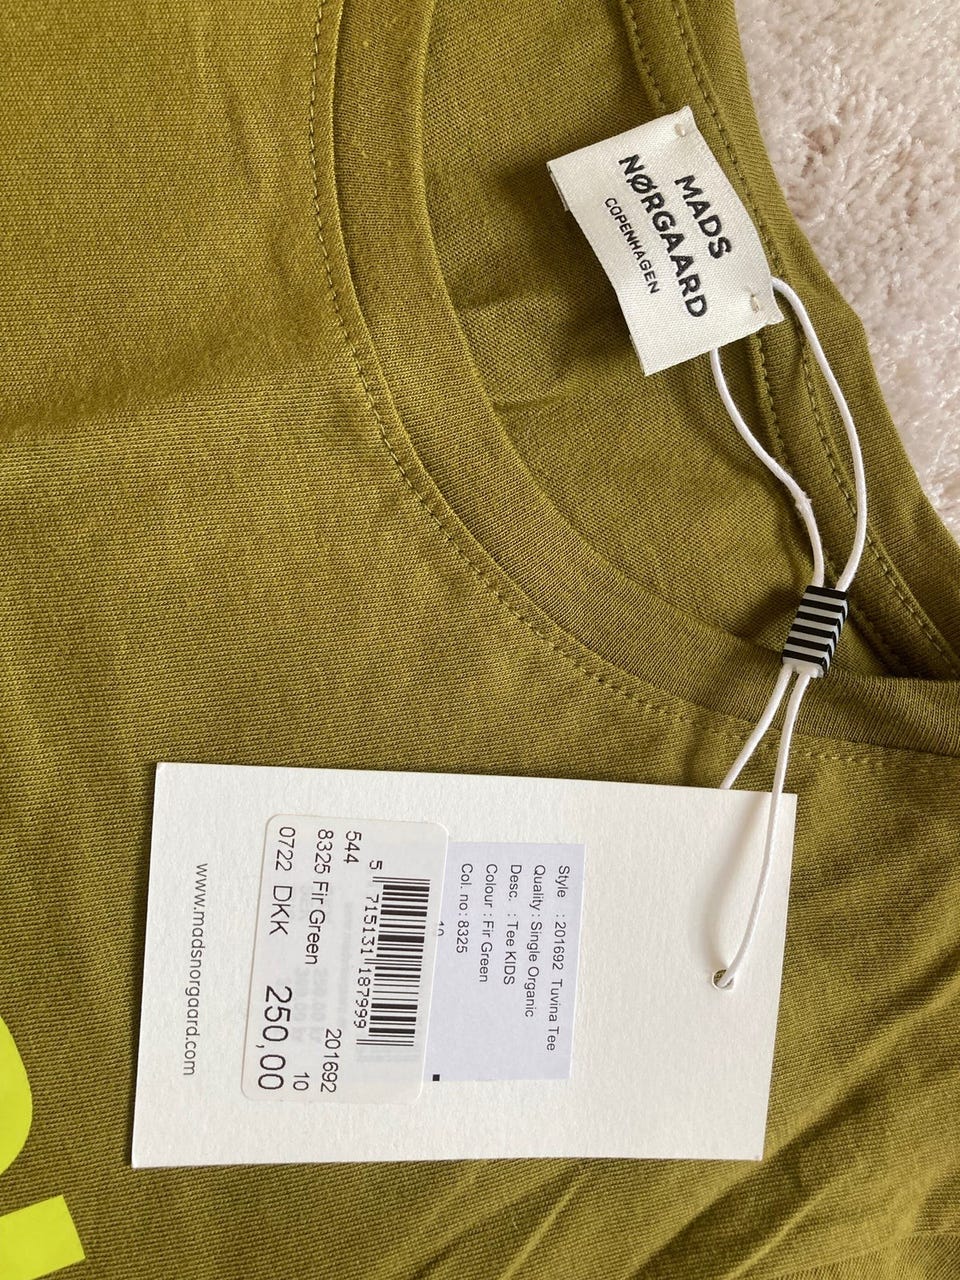 MADS
NØRGAARD
COPENHAGEN
Style : 201692 Tuvina Tee
Quality : Single Organic
Desc. : Tee KIDS
Colour : Fir Green
Col. no : 8325
10
5 715131 187999
544 201692
8325 Fir Green 10
0722 DKK 250,00
www.madsnorgaard.com